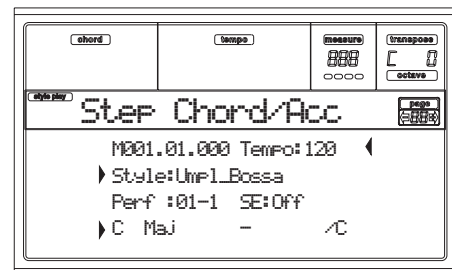 chord tempo measure transpose
888 C 0
octave
style play Step Chord/Acc page
88
M001.01.000 Tempo:120
Style:Unpl_Bossa
Perf :01-1 SE:Off
C Maj - /C